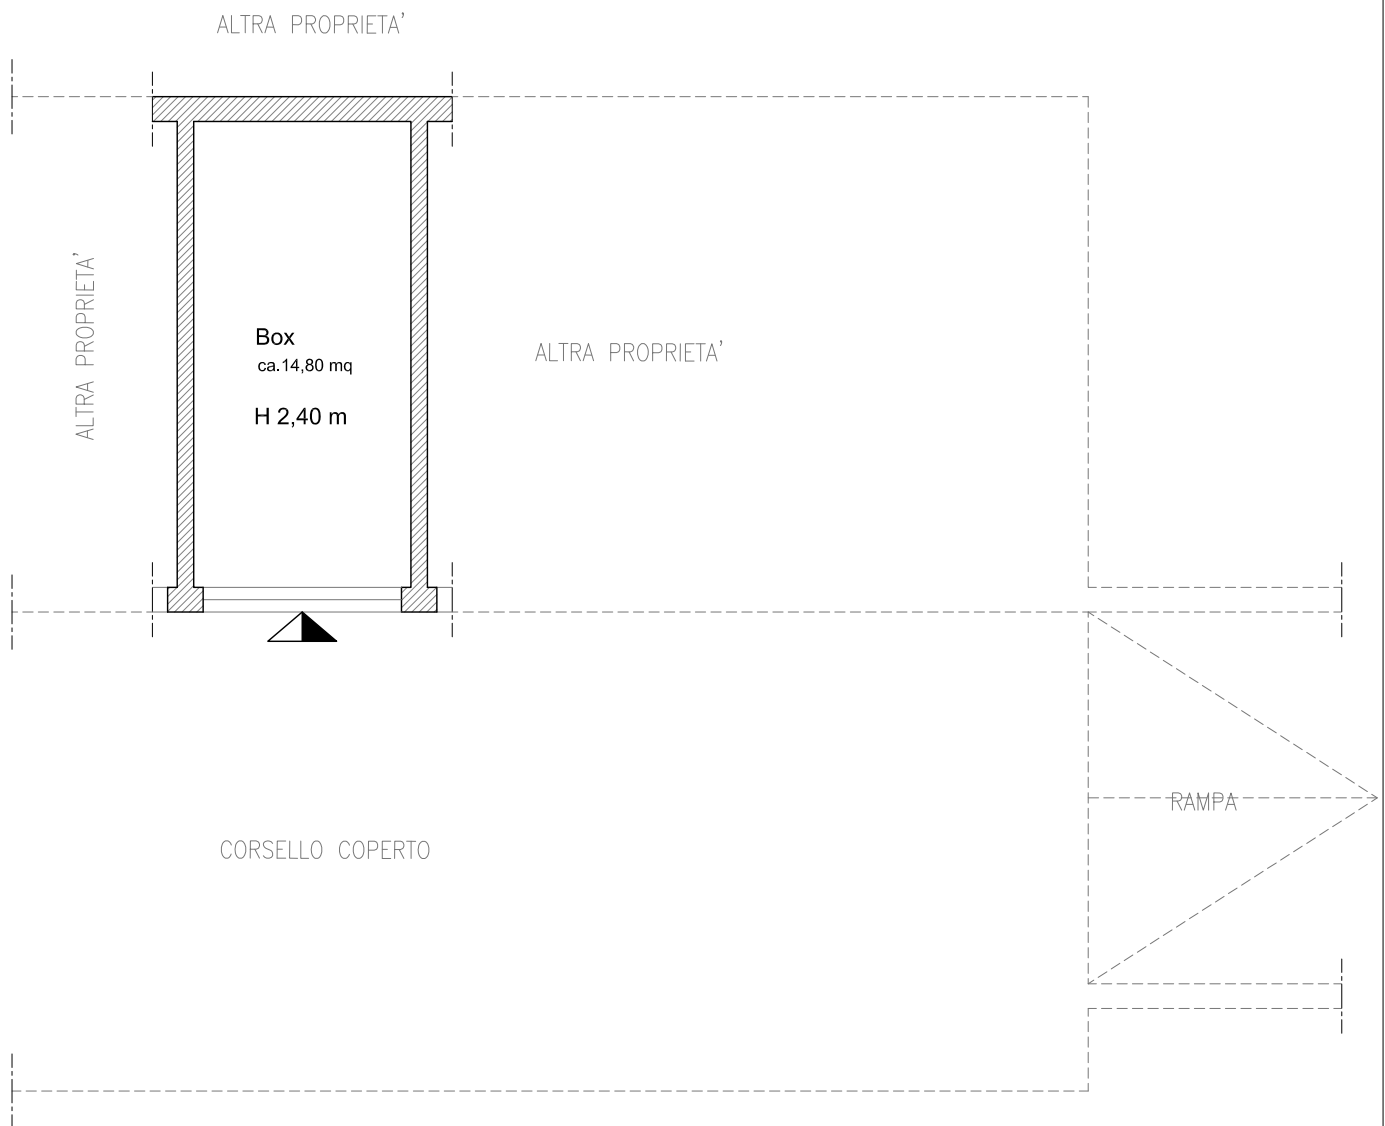 ALTRA PROPRIETA'
ALTRA PROPRIETA'
Box
ca.14,80 mq
H 2,40 m
ALTRA PROPRIETA'
RAMPA
CORSELLO COPERTO